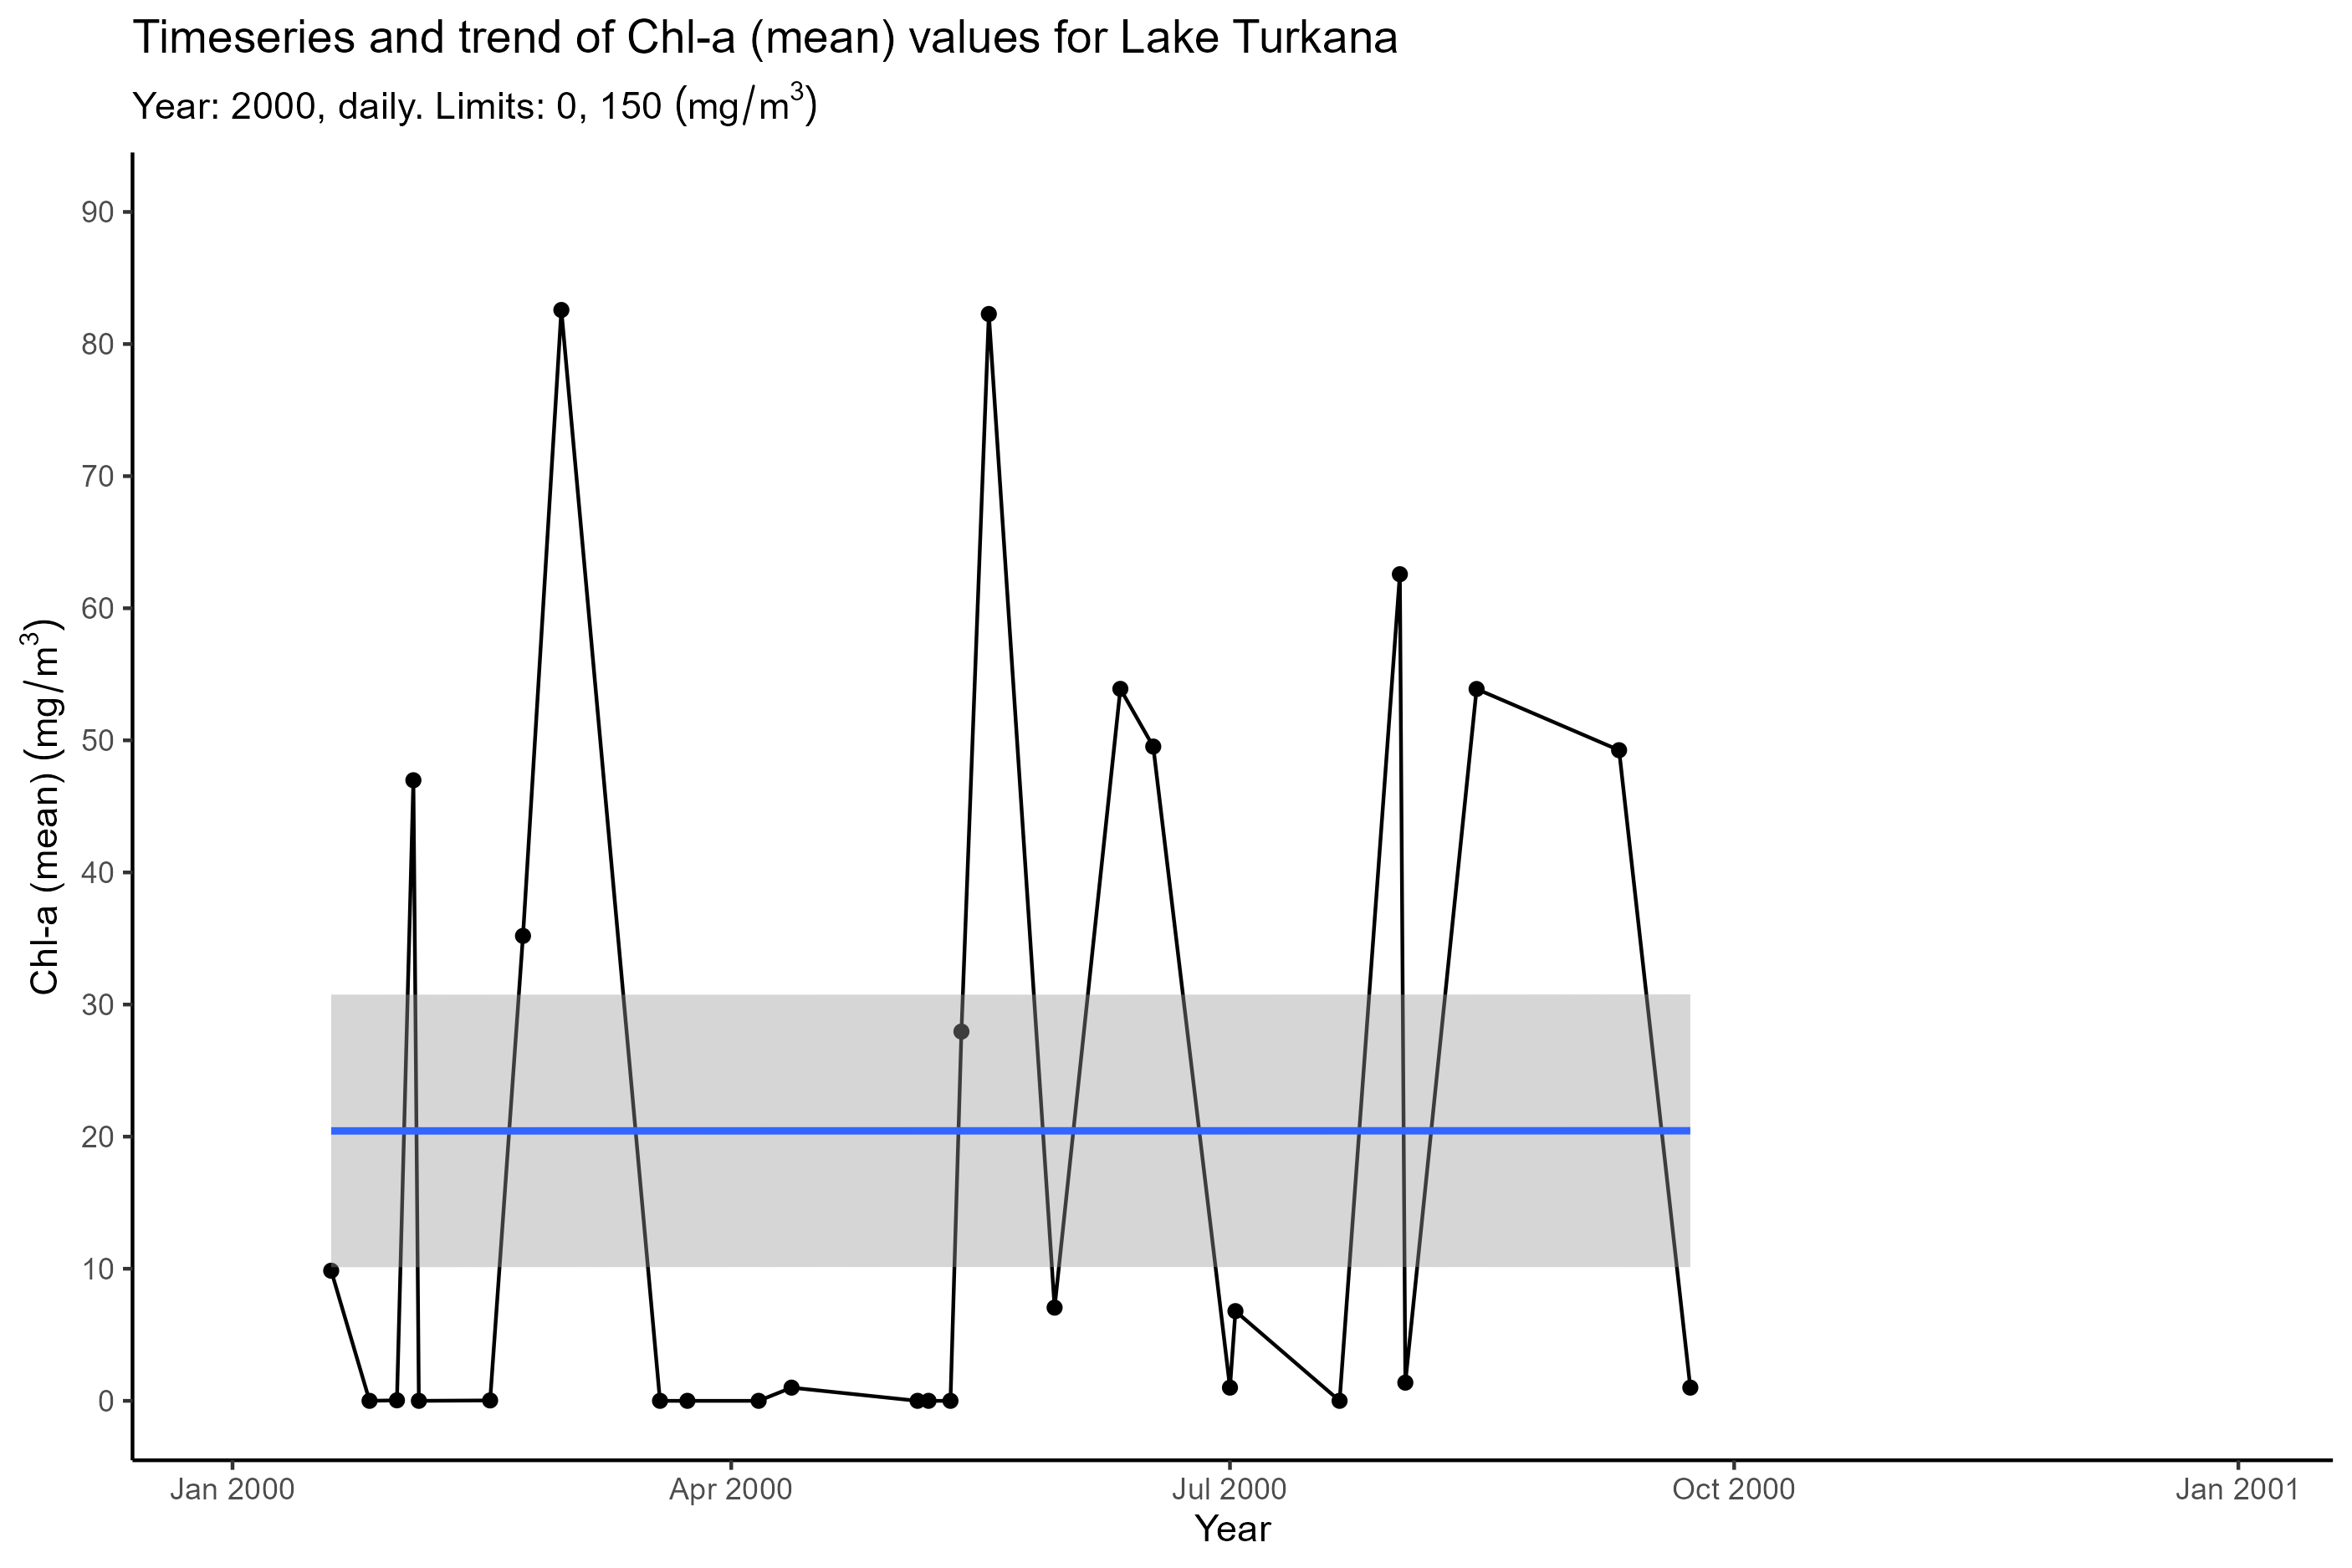 Timeseries and trend of Chl-a (mean) values for Lake Turkana
Year: 2000, daily. Limits: 0, 150 (mg/m³)
Chl-a (mean) (mg/m³)
90
80
70
60
50
40
30
20
10
0
Jan 2000 Apr 2000 Jul 2000 Oct 2000 Jan 2001
Year